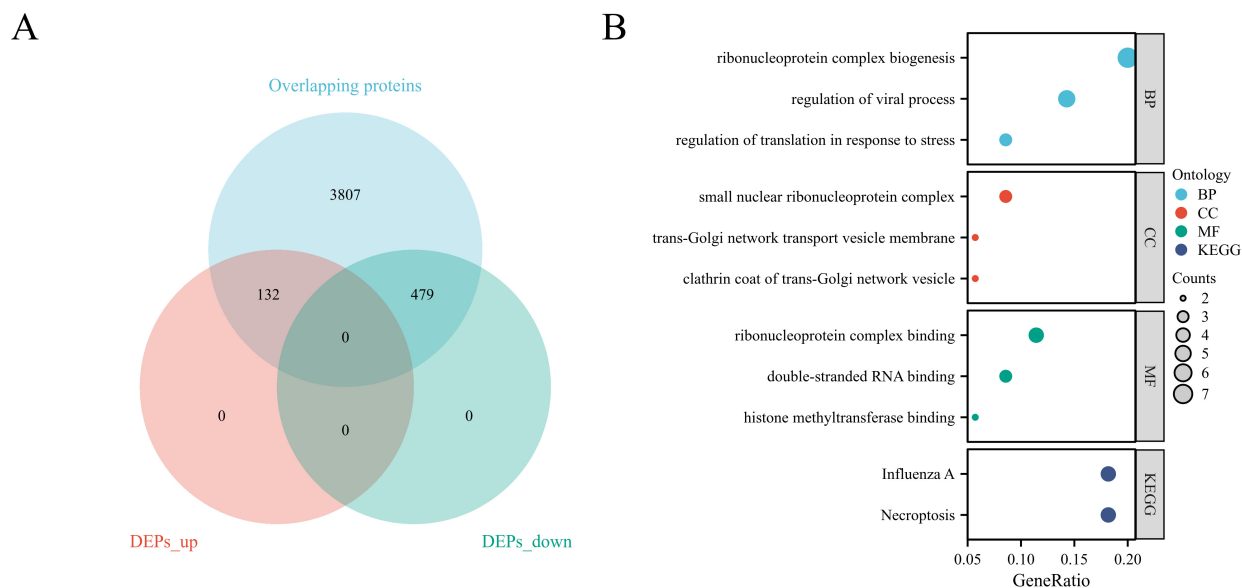 A
Overlapping proteins
3807
132
479
0
0
0
0
DEPs_up
DEPs_down
B
ribonucleoprotein complex biogenesis
regulation of viral process
regulation of translation in response to stress
BP
small nuclear ribonucleoprotein complex
trans-Golgi network transport vesicle membrane
clathrin coat of trans-Golgi network vesicle
CC
ribonucleoprotein complex binding
double-stranded RNA binding
histone methyltransferase binding
MF
Influenza A
Necroptosis
KEGG
0.05
0.10
0.15
0.20
GeneRatio
Ontology
BP
CC
MF
KEGG
Counts
2
3
4
5
6
7